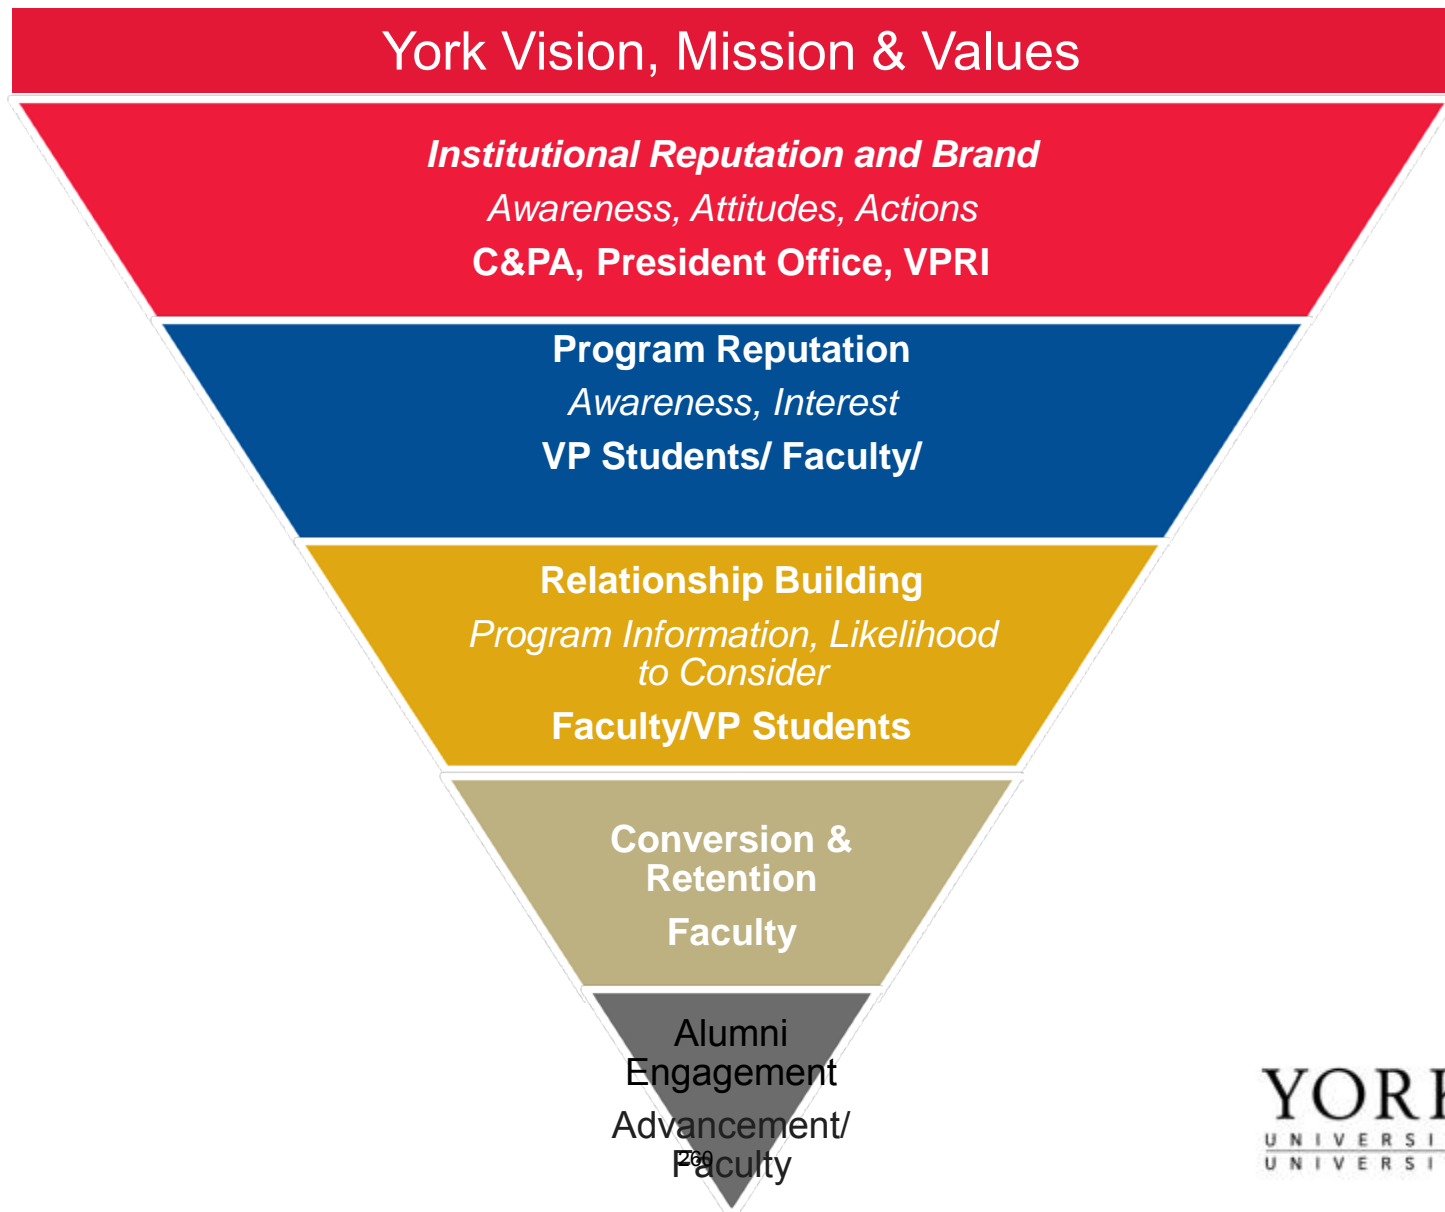 York Vision, Mission & Values
Institutional Reputation and Brand
Awareness, Attitudes, Actions
C&PA, President Office, VPRI
Program Reputation
Awareness, Interest
VP Students/ Faculty/
Relationship Building
Program Information, Likelihood
to Consider
Faculty/VP Students
Conversion &
Retention
Faculty
Alumni
Engagement
Advancement/
Faculty
260
YORK
UNIVERSI
UNIVERSI